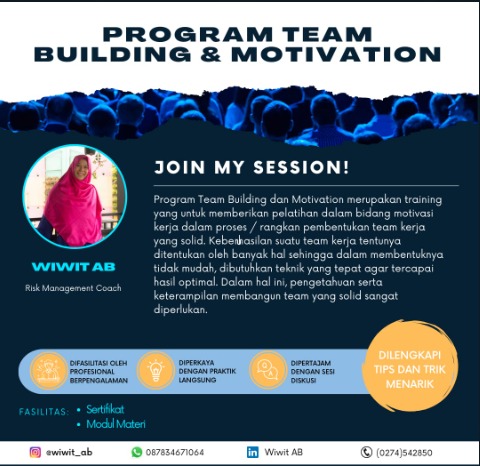 PROGRAM TEAM
BUILDING & MOTIVATION
JOIN MY SESSION!
Program Team Building dan Motivation merupakan training
yang untuk memberikan pelatihan dalam bidang motivasi
kerja dalam proses / rangkan pembentukan team kerja
yang solid. Keberhasilan suatu team kerja tentunya
ditentukan oleh banyak hal sehingga dalam membentuknya
tidak mudah, dibutuhkan teknik yang tepat agar tercapai
hasil optimal. Dalam hal ini, pengetahuan serta
keterampilan membangun team yang solid sangat
diperlukan.
WIWIT AB
Risk Management Coach
DIFASILITASI OLEH
PROFESIONAL
BERPENGALAMAN
DIPERKAYA
DENGAN PRAKTIK
LANGSUNG
Q
A
DIPERTAJAM
DENGAN SESI
DISKUSI
DILENGKAPI
TIPS DAN TRIK
MENARIK
FASILITAS:
• Sertifikat
• Modul Materi
@wiwit_ab
087834671064
in
Wiwit AB
(0274)542850